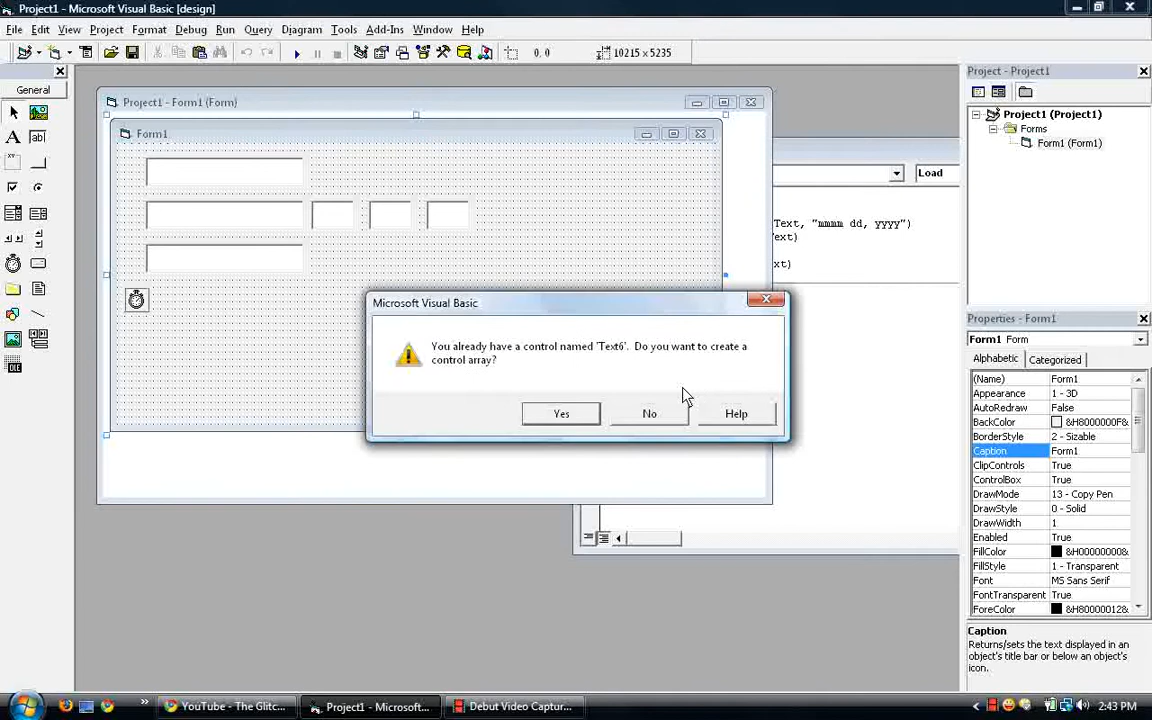 Project1 - Microsoft Visual Basic [design]
File Edit View Project Format Debug Run Query Diagram Tools Add-Ins Window Help
0, 0 10215 x 5235
General
Project1 - Form1 (Form)
Form1
Load
Text, "mmmm dd, yyyy")
ext)
xt)
Microsoft Visual Basic
You already have a control named 'Text6'. Do you want to create a
control array?
Yes No Help
Project - Project1
Project1 (Project1)
Forms
Form1 (Form1)
Properties - Form1
Form1 Form
Alphabetic Categorized
(Name) Form1
Appearance 1 - 3D
AutoRedraw False
BackColor &H8000000F&
BorderStyle 2 - Sizable
Caption Form1
ClipControls True
ControlBox True
DrawMode 13 - Copy Pen
DrawStyle 0 - Solid
DrawWidth 1
Enabled True
FillColor &H00000000&
FillStyle 1 - Transparent
Font MS Sans Serif
FontTransparent True
ForeColor &H80000012&
Caption
Returns/sets the text displayed in an
object's title bar or below an object's
icon.
YouTube - The Glitc...
Project1 - Microsoft...
Debut Video Captur...
2:43 PM